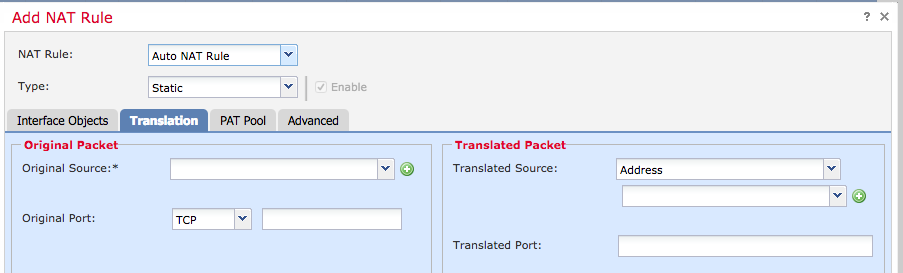 Add NAT Rule ? ×
NAT Rule: Auto NAT Rule
Type: Static Enable
Interface Objects Translation PAT Pool Advanced
Original Packet Translated Packet
Original Source:* Translated Source: Address
Original Port: TCP Translated Port: